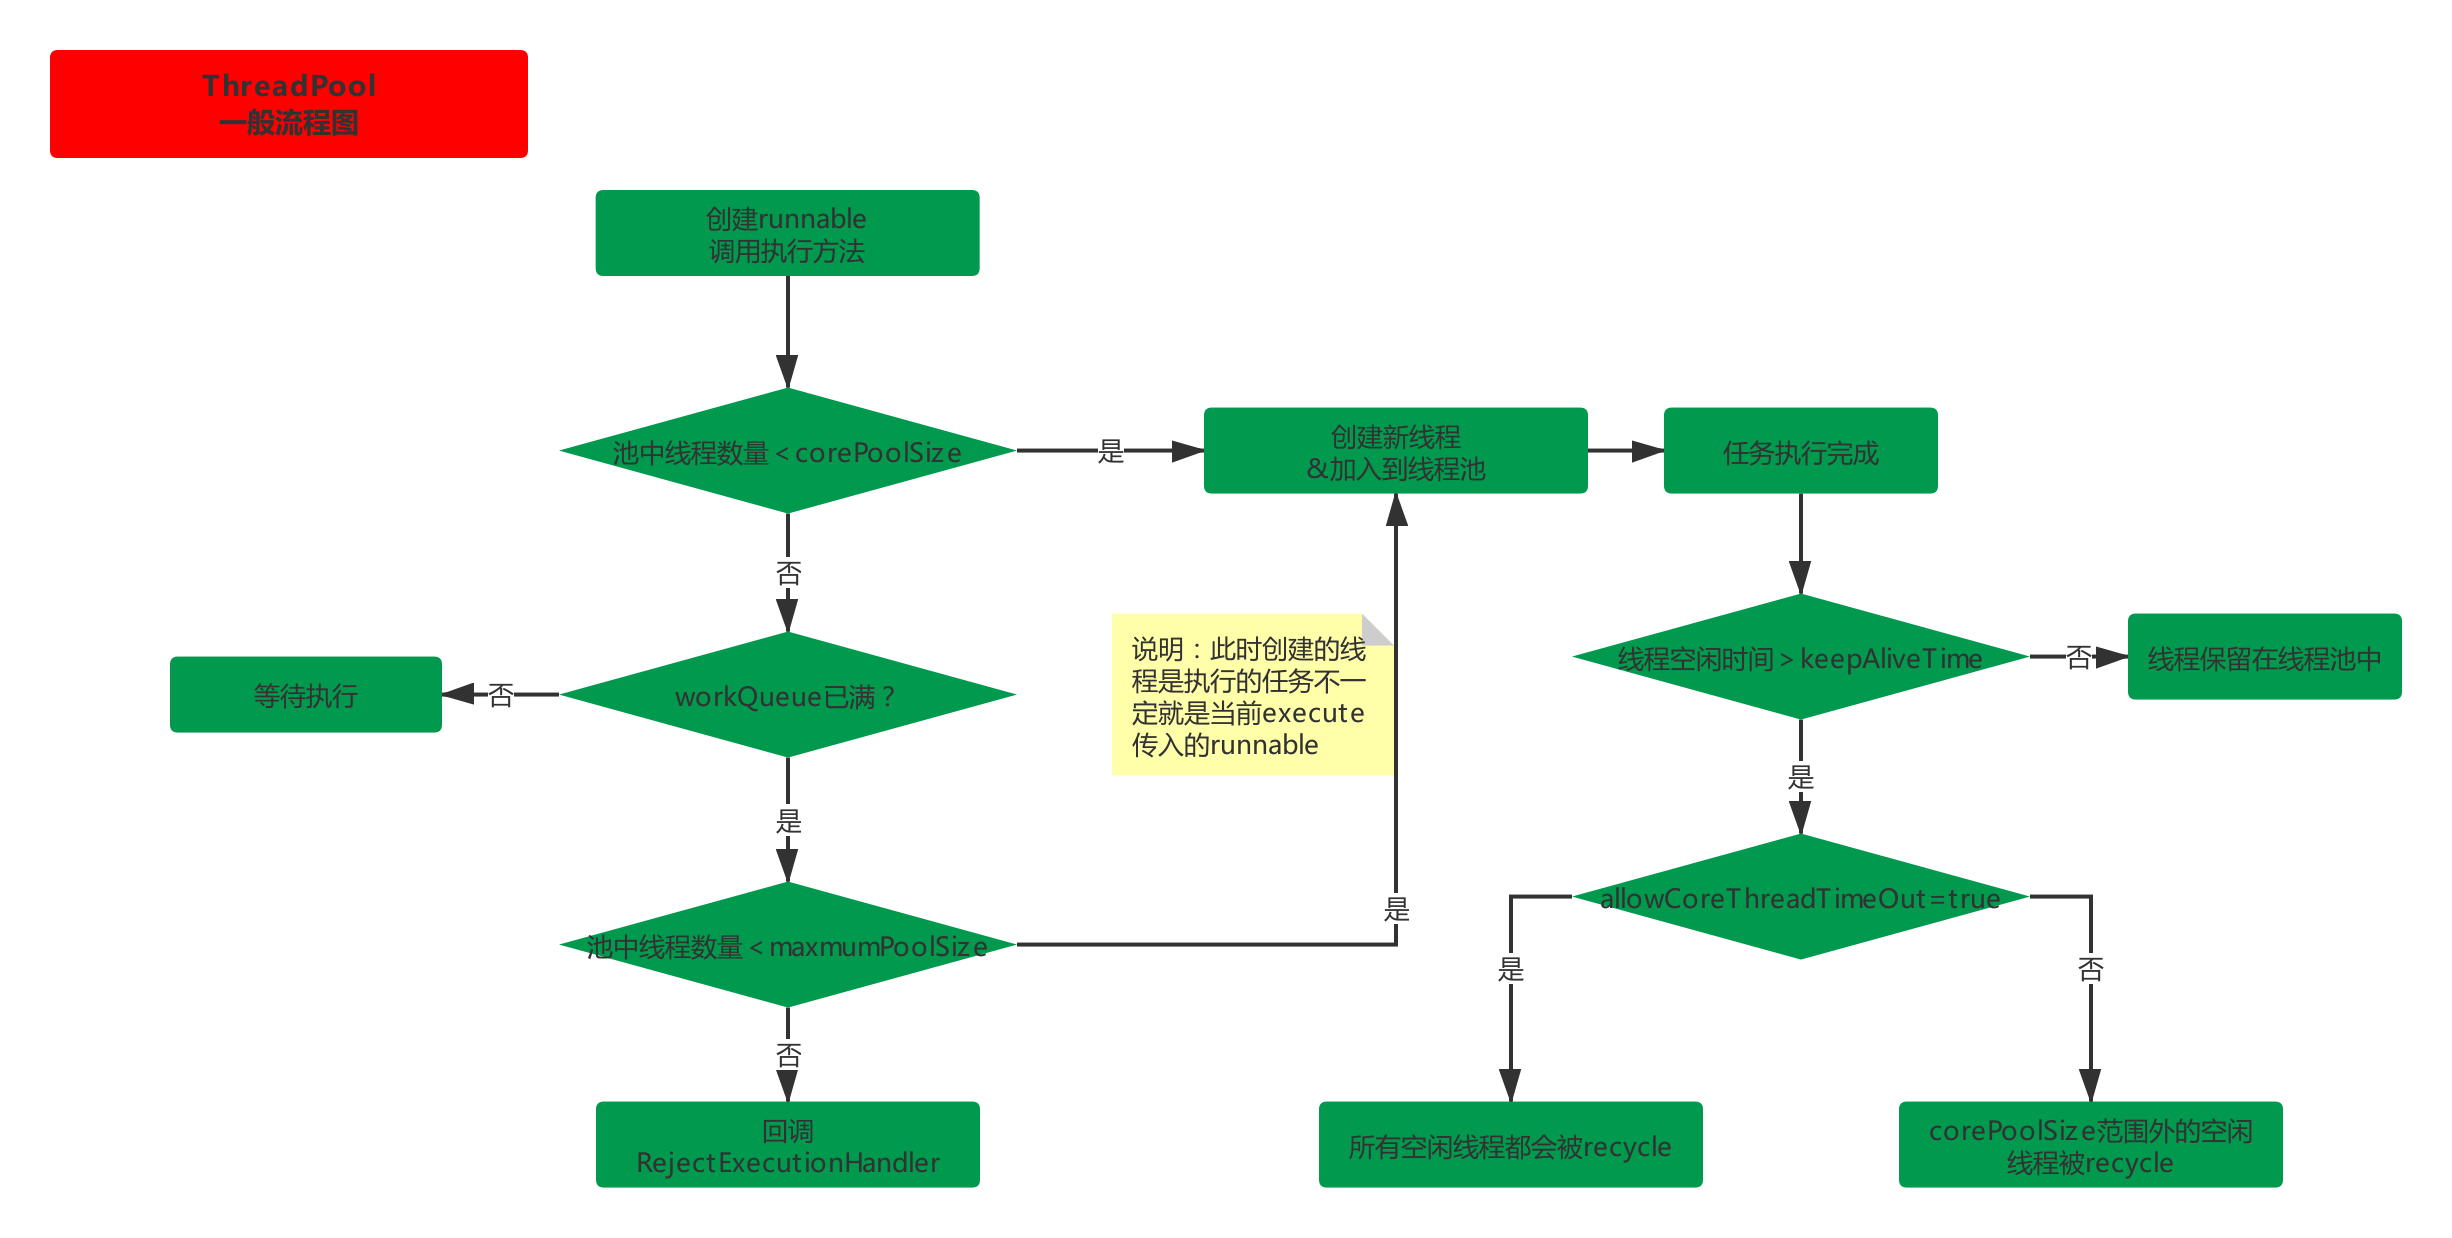 ThreadPool
一般流程图
创建runnable
调用执行方法
池中线程数量 < corePoolSize
是
创建新线程
&加入到线程池
任务执行完成
否
说明：此时创建的线
程是执行的任务不一
定就是当前execute
传入的runnable
等待执行
否
workQueue已满？
线程空闲时间 > keepAliveTime
否
线程保留在线程池中
是
是
池中线程数量 < maxmumPoolSize
是
allowCoreThreadTimeOut=true
是
否
否
回调
RejectExecutionHandler
所有空闲线程都会被recycle
corePoolSize范围外的空闲
线程被recycle